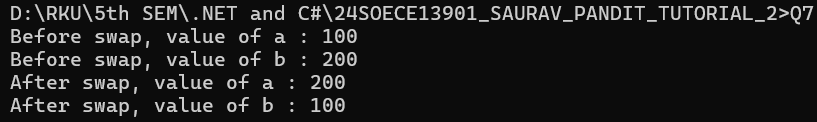 D:\RKU\5th SEM\.NET and C#\24SOECE13901_SAURAV_PANDIT_TUTORIAL_2>Q7
Before swap, value of a : 100
Before swap, value of b : 200
After swap, value of a : 200
After swap, value of b : 100